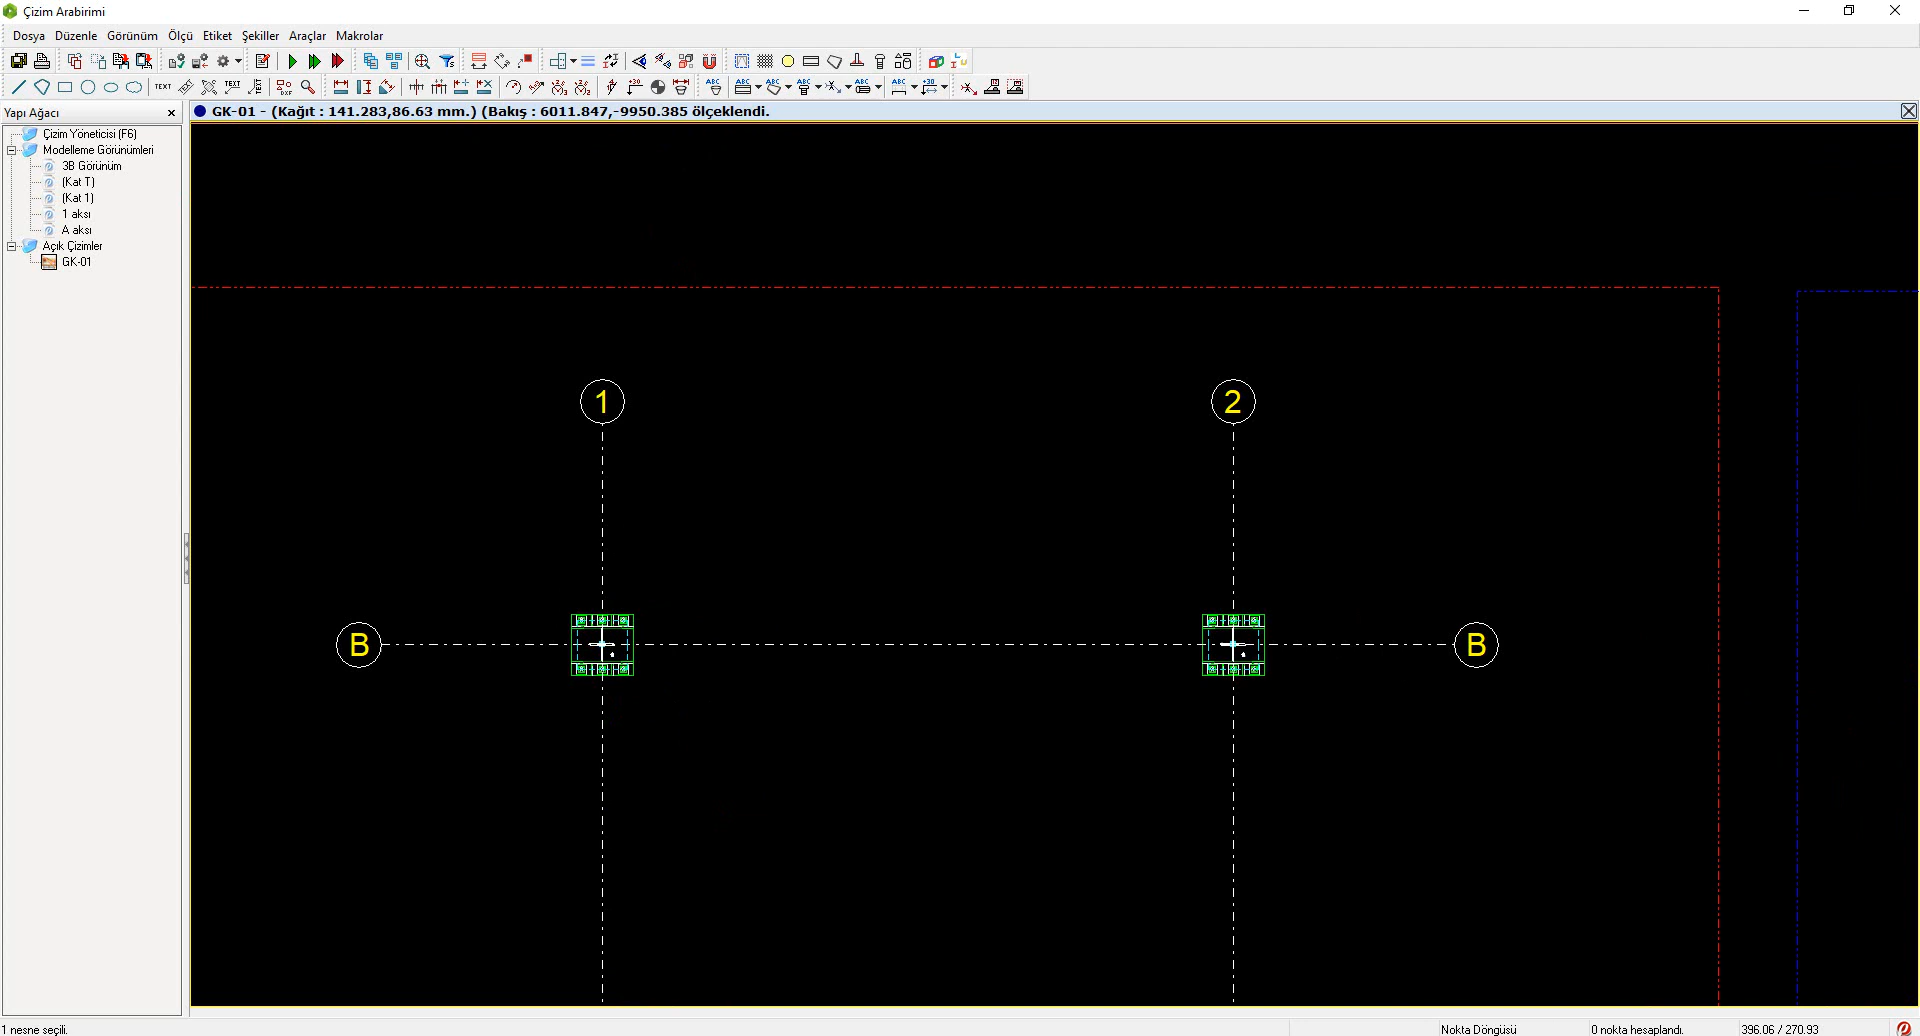 Çizim Arabirimi
Dosya Düzenle Görünüm Ölçü Etiket Şekiller Araçlar Makrolar
Yapı Ağacı
Çizim Yöneticisi (F6)
Modelleme Görünümleri
3B Görünüm
(Kat T)
(Kat 1)
1 aksı
A aksı
Açık Çizimler
GK-01
GK-01 - (Kağıt : 141.283,86.63 mm.) (Bakış : 6011.847,-9950.385 ölçeklendi.
1 2
B B
1 nesne seçili. Nokta Döngüsü 0 nokta hesaplandı. 396.06 / 270.93